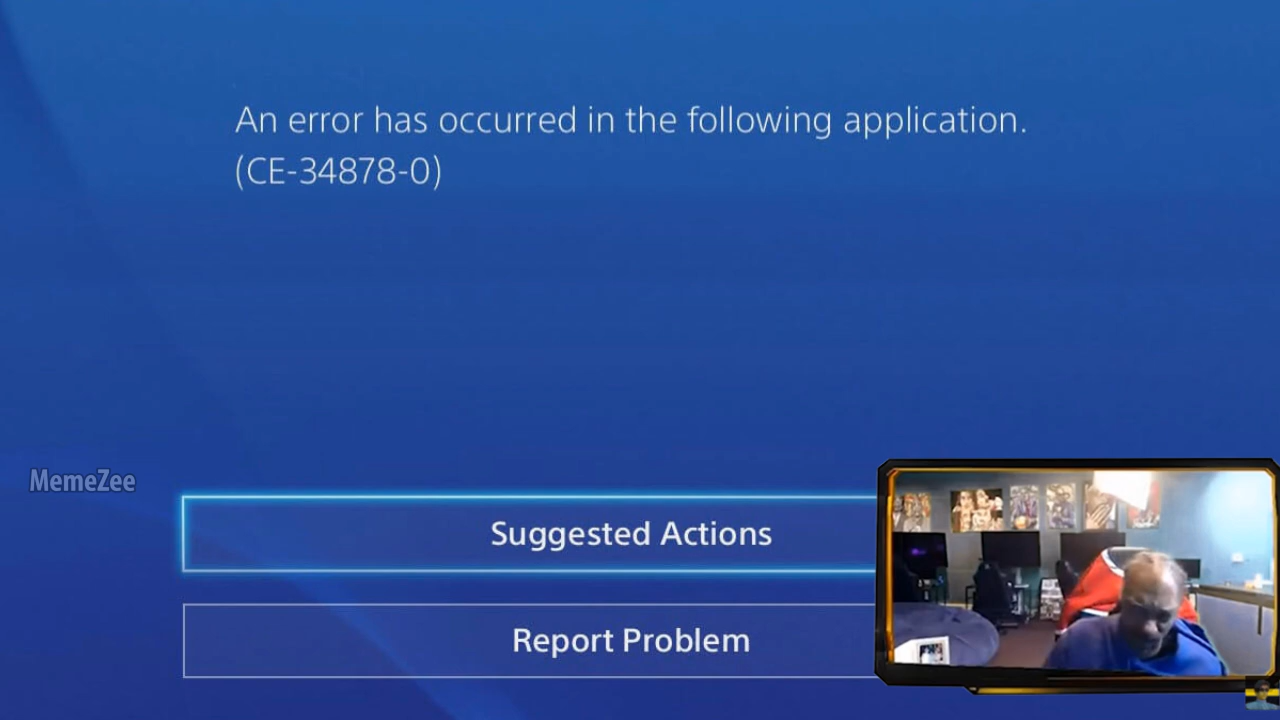 An error has occurred in the following application.
(CE-34878-0)
MemeZee
Suggested Actions
Report Problem